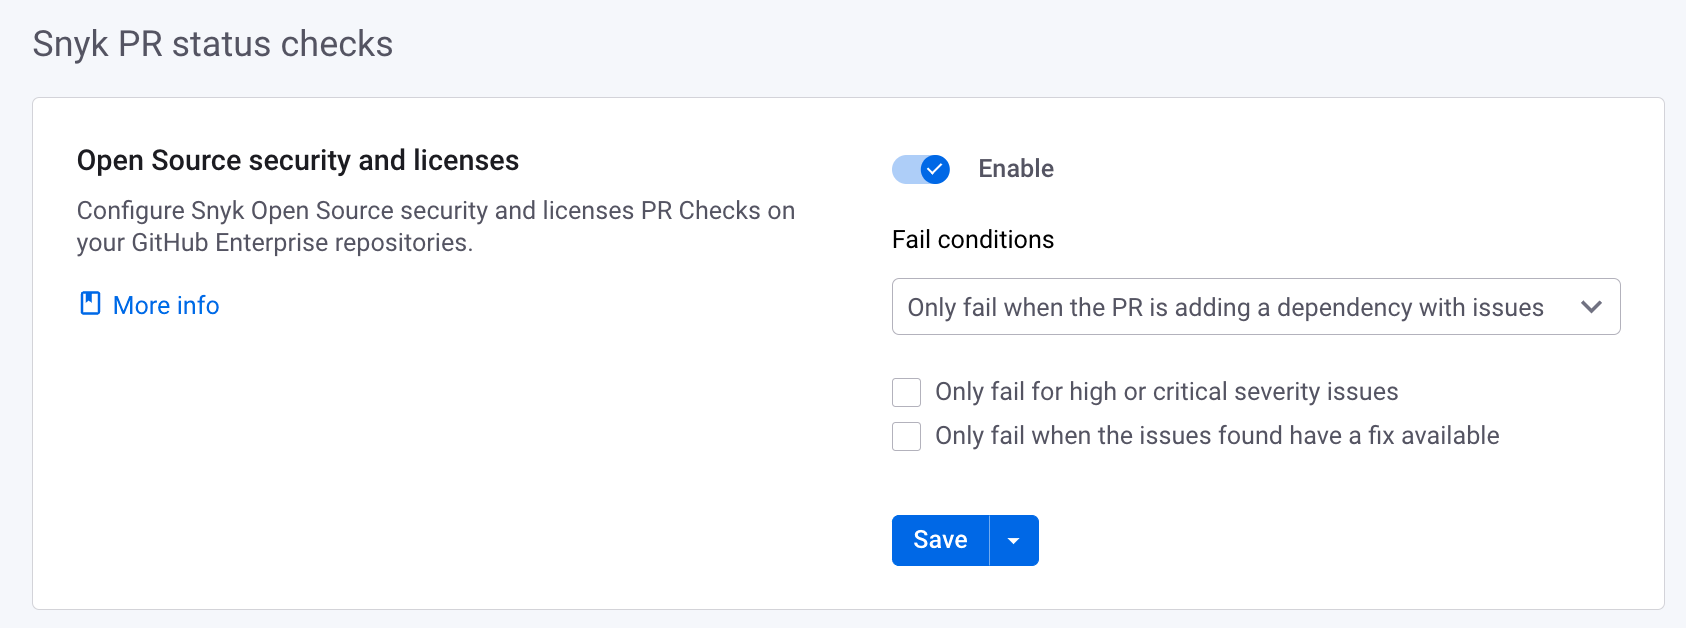 Snyk PR status checks
Open Source security and licenses
Configure Snyk Open Source security and licenses PR Checks on
your GitHub Enterprise repositories.
More info
Enable
Fail conditions
Only fail when the PR is adding a dependency with issues
Only fail for high or critical severity issues
Only fail when the issues found have a fix available
Save